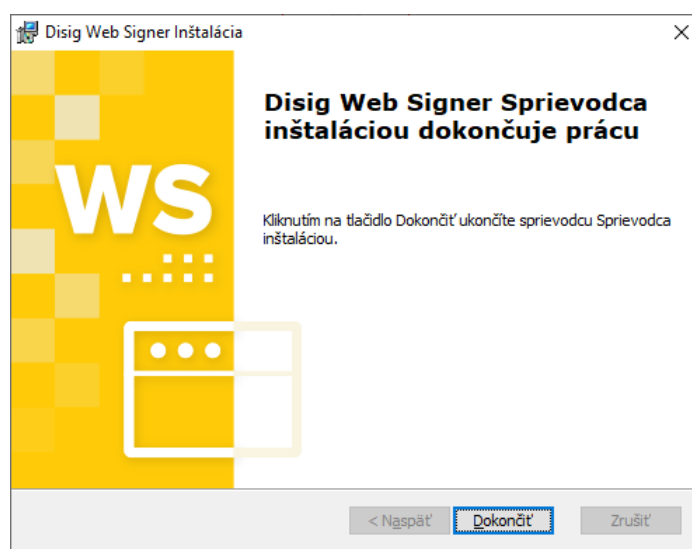 Disig Web Signer Inštalácia
Disig Web Signer Sprievodca
inštaláciou dokončuje prácu
WS
Kliknutím na tlačidlo Dokončiť ukončíte sprievodcu Sprievodca
inštaláciou.
< Naspäť
Dokončiť
Zrušiť